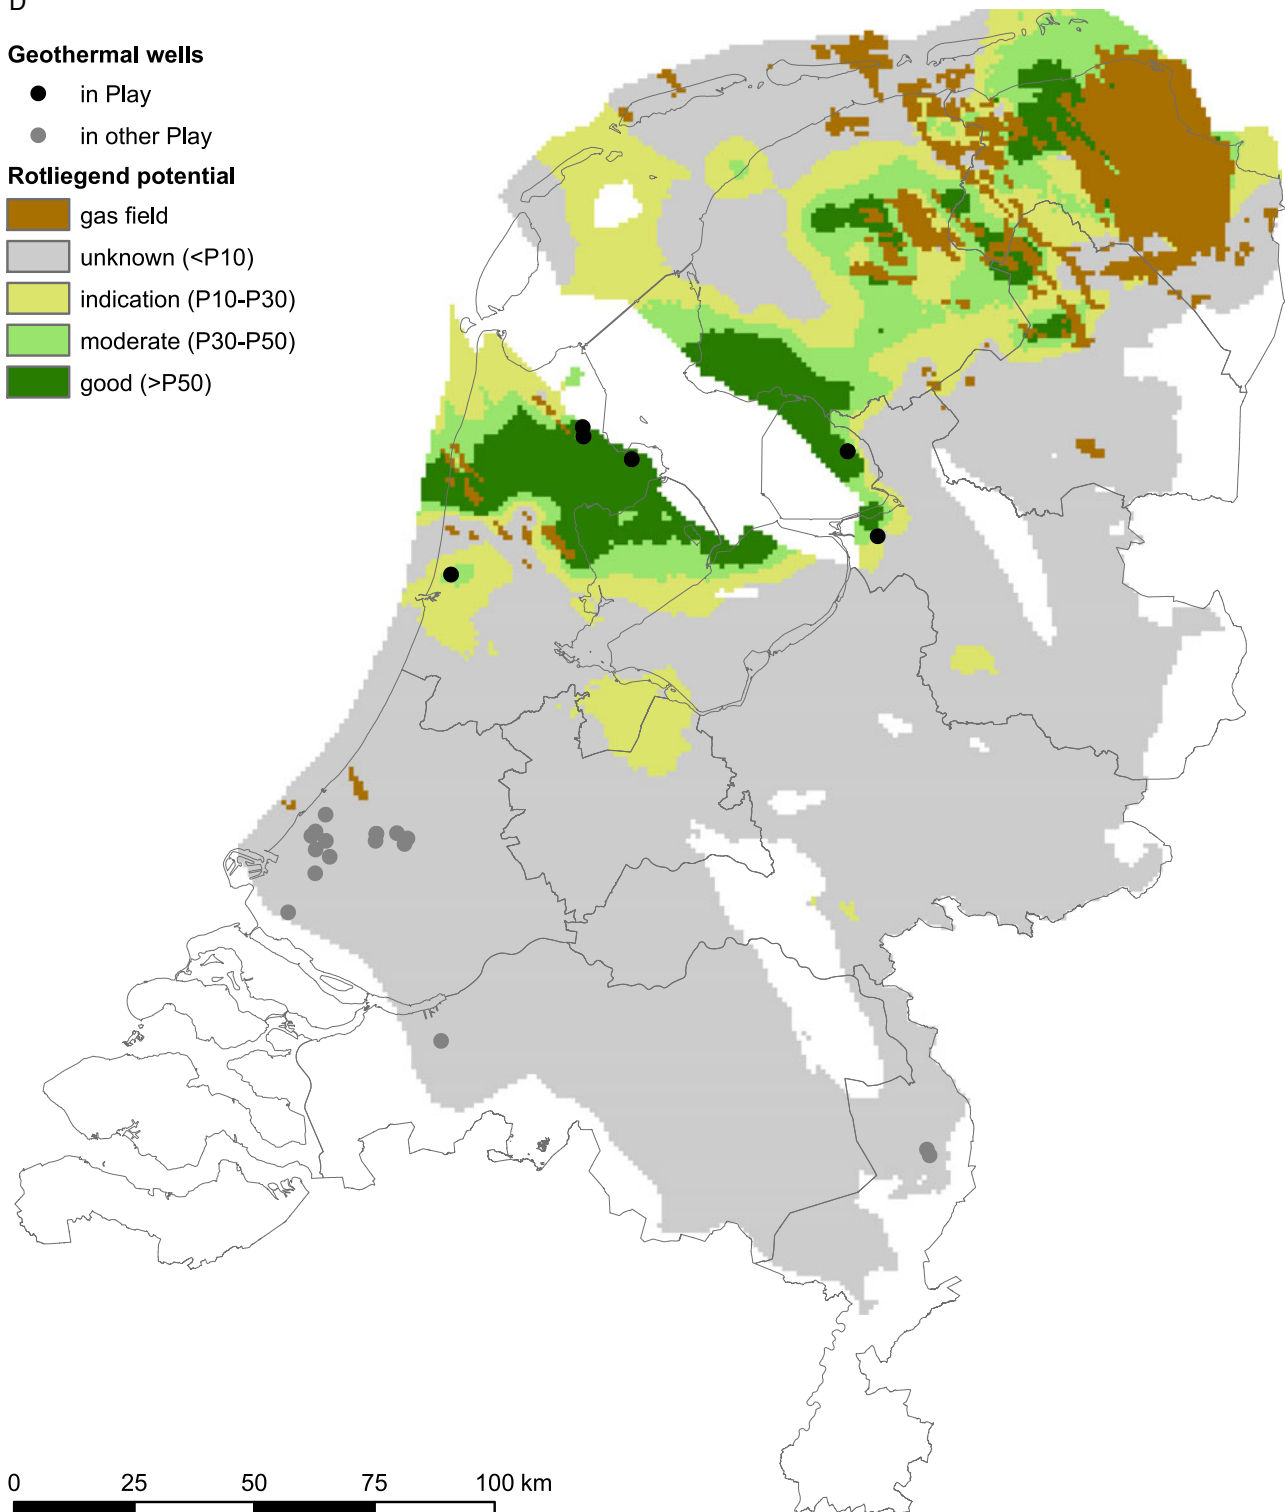 D
Geothermal wells
in Play
in other Play
Rotliegend potential
gas field
unknown (<P10)
indication (P10-P30)
moderate (P30-P50)
good (>P50)
0 25 50 75 100 km